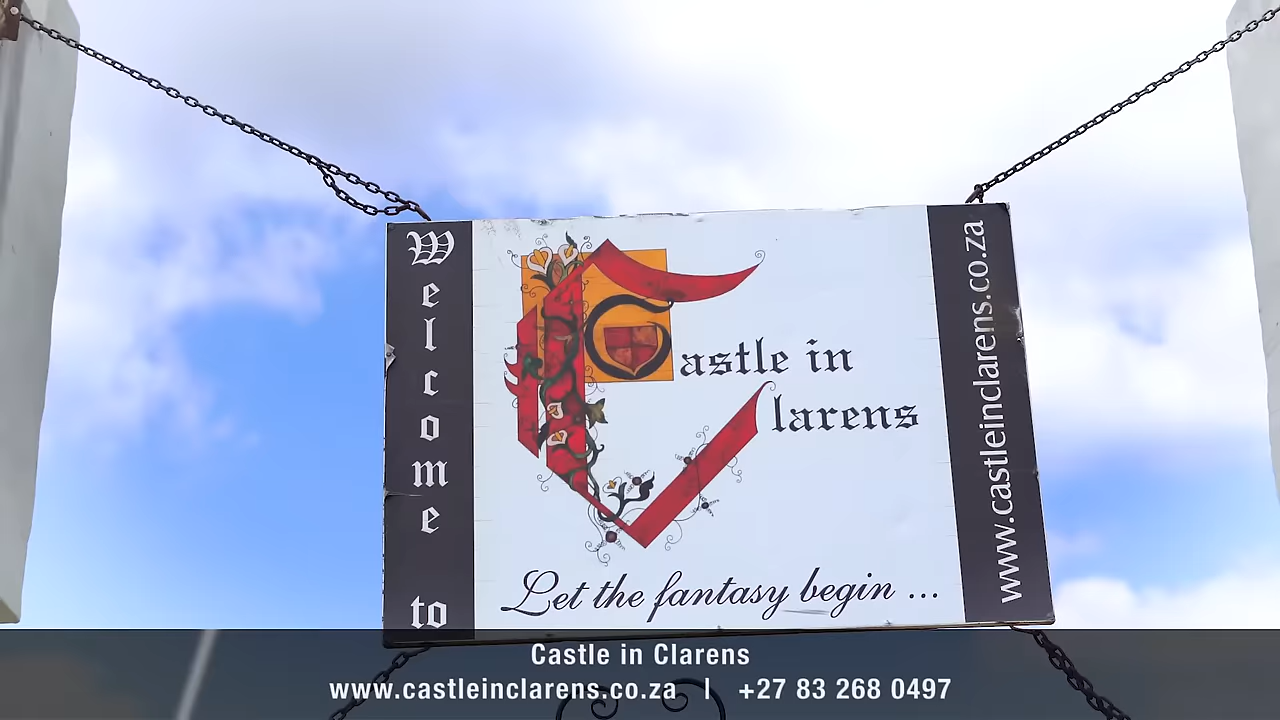 Welcome to
Castle in
Clarens
Let the fantasy begin ...
www.castleinclarens.co.za
Castle in Clarens
www.castleinclarens.co.za | +27 83 268 0497